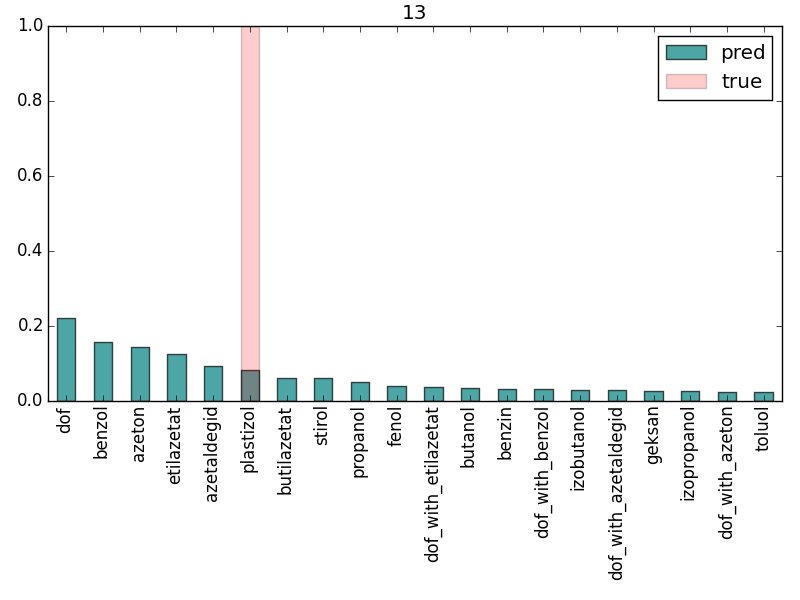 13
1.0
0.8
0.6
0.4
0.2
0.0
pred
true
dof
benzol
azeton
etilazetat
azetaldegid
plastizol
butilazetat
stirol
propanol
fenol
dof_with_etilazetat
butanol
benzin
dof_with_benzol
izobutanol
dof_with_azetaldegid
geksan
izopropanol
dof_with_azeton
toluol